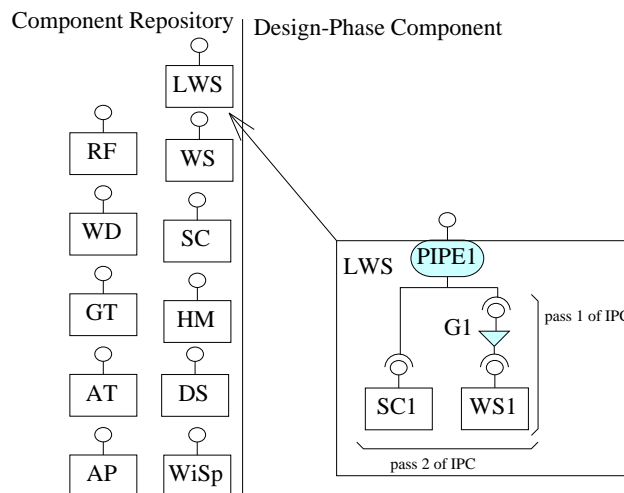 Component Repository
Design-Phase Component
LWS
RF
WS
WD
SC
GT
HM
AT
DS
AP
WiSp
LWS
PIPE1
G1
pass 1 of IPC
SC1
WS1
pass 2 of IPC